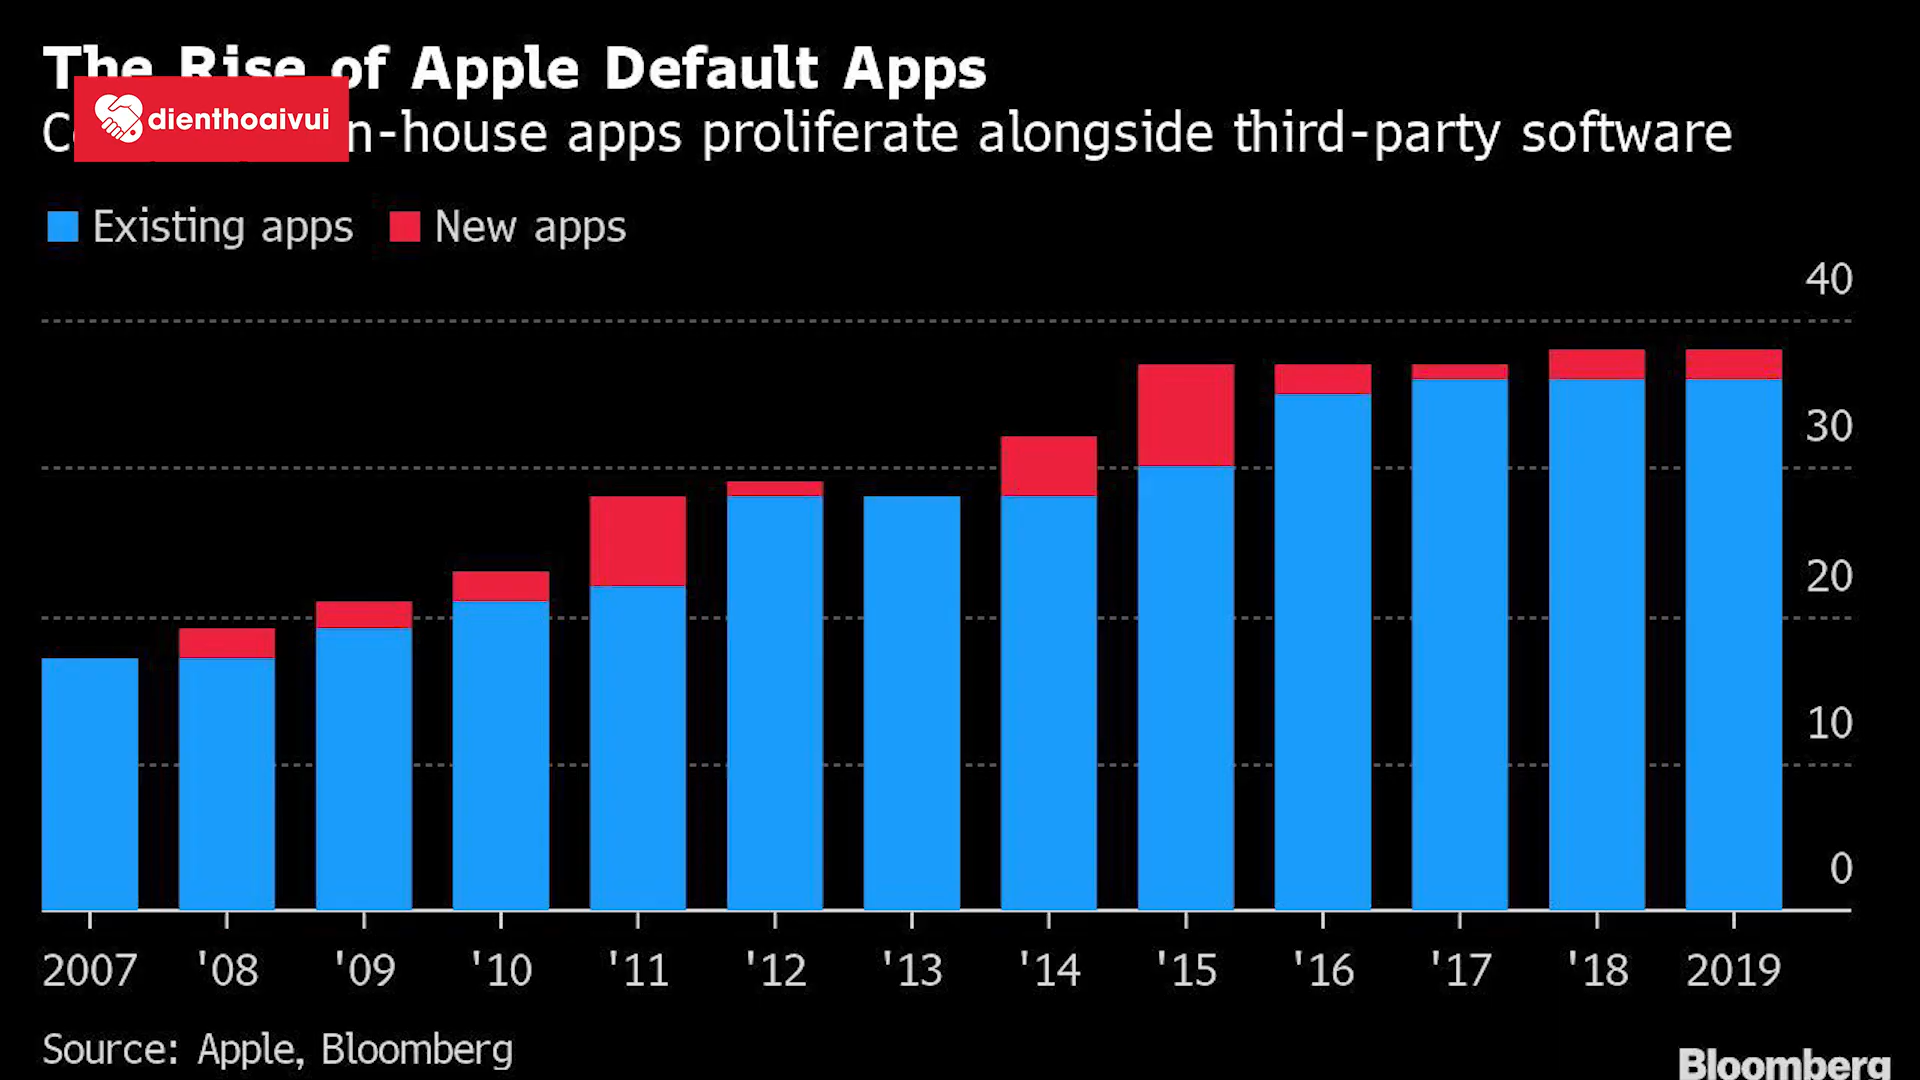 The Rise of Apple Default Apps
dienthoaivui
n-house apps proliferate alongside third-party software
Existing apps New apps
40
30
20
10
0
2007 '08 '09 '10 '11 '12 '13 '14 '15 '16 '17 '18 2019
Source: Apple, Bloomberg
Bloomberg